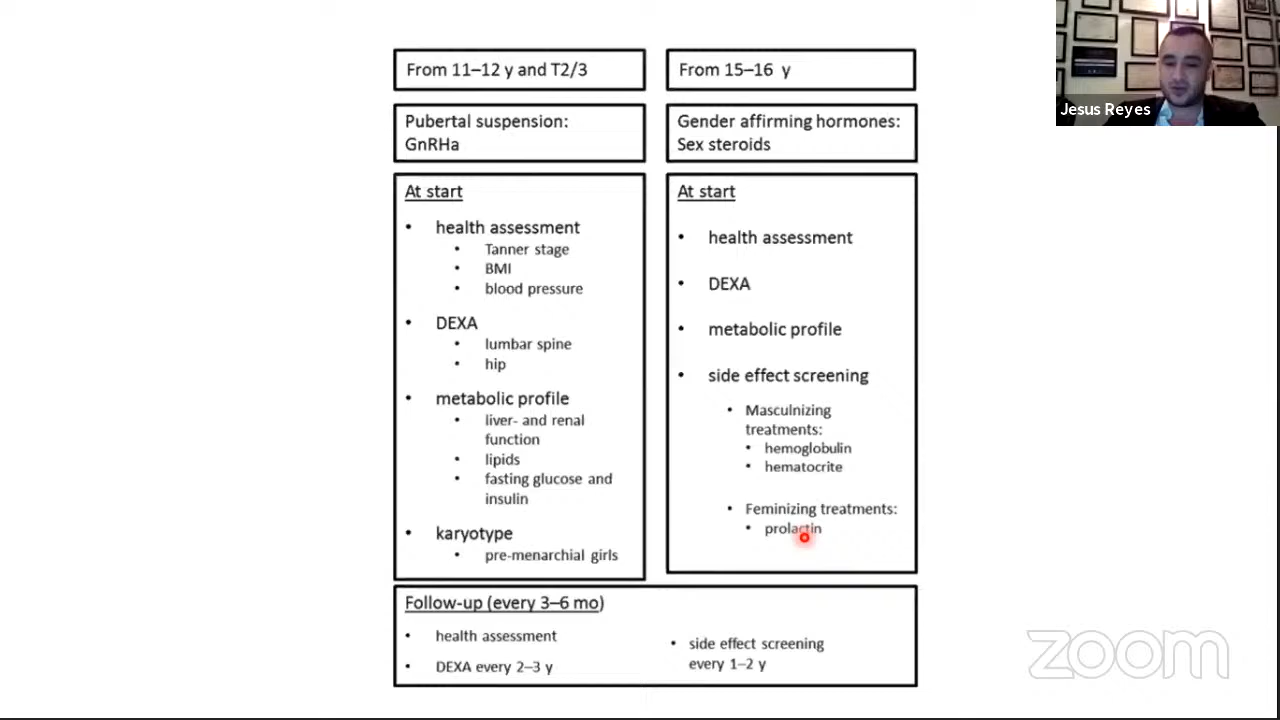 From 11–12 y and T2/3
From 15–16 y
Pubertal suspension:
GnRHa
Gender affirming hormones:
Sex steroids
At start
• health assessment
• Tanner stage
• BMI
• blood pressure
• DEXA
• lumbar spine
• hip
• metabolic profile
• liver- and renal
function
• lipids
• fasting glucose and
insulin
• karyotype
• pre-menarchial girls
At start
• health assessment
• DEXA
• metabolic profile
• side effect screening
• Masculnizing
treatments:
• hemoglobulin
• hematocrite
• Feminizing treatments:
• prolactin
Follow-up (every 3–6 mo)
• health assessment
• DEXA every 2–3 y
• side effect screening
every 1–2 y
Jesus Reyes
zoom